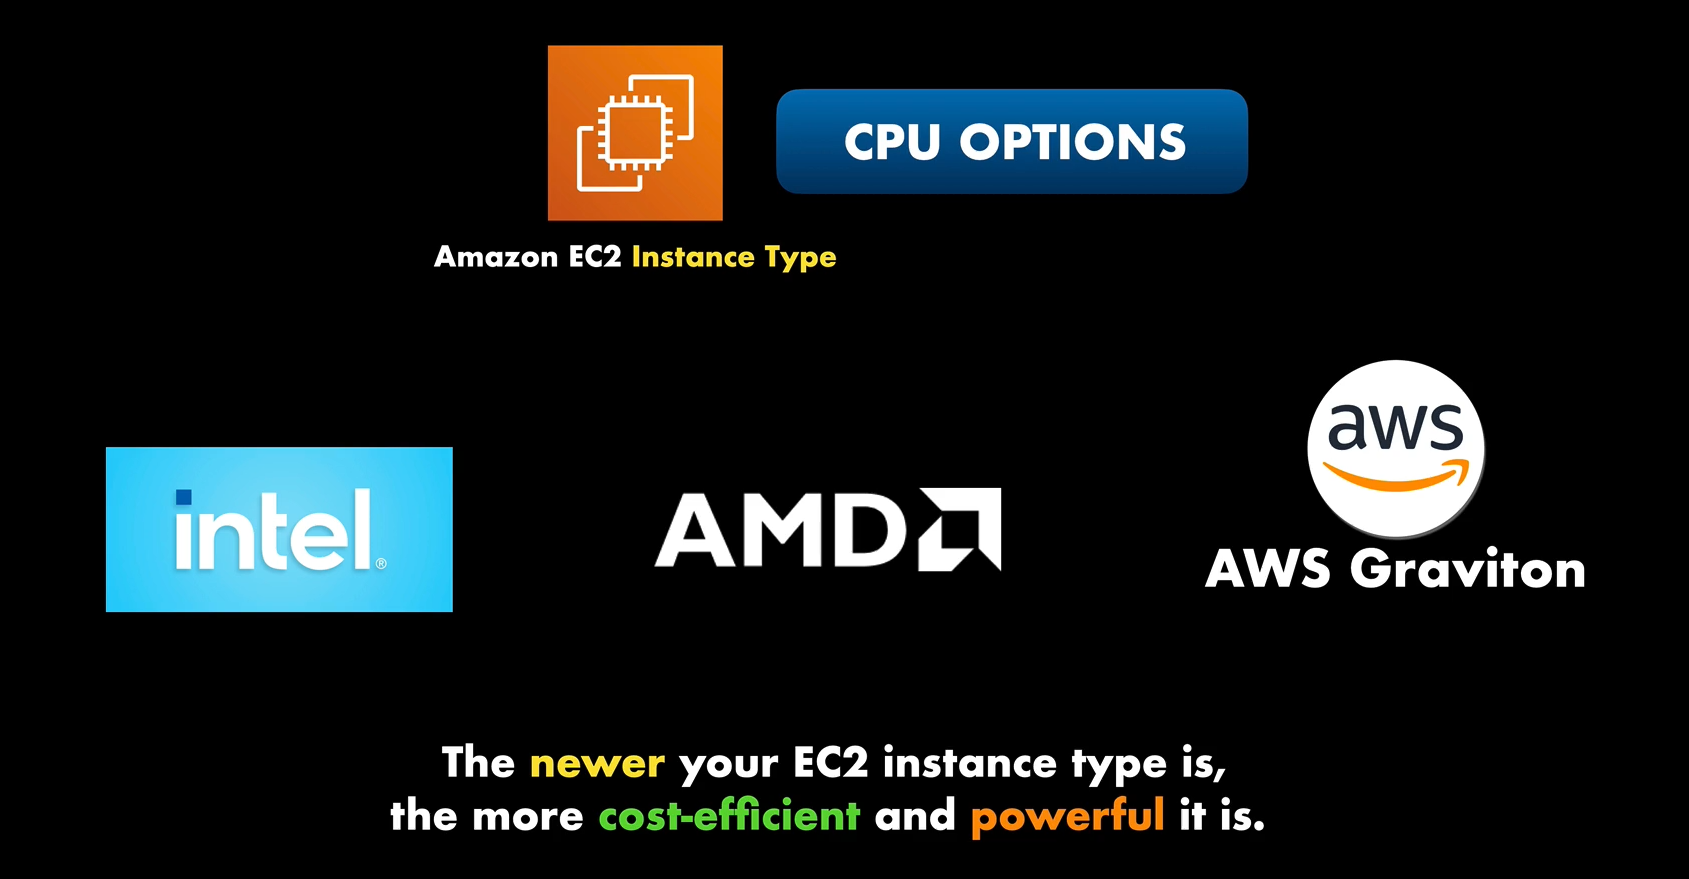 CPU OPTIONS
Amazon EC2 Instance Type
intel®
AMD
aws
AWS Graviton
The newer your EC2 instance type is,
the more cost-efficient and powerful it is.